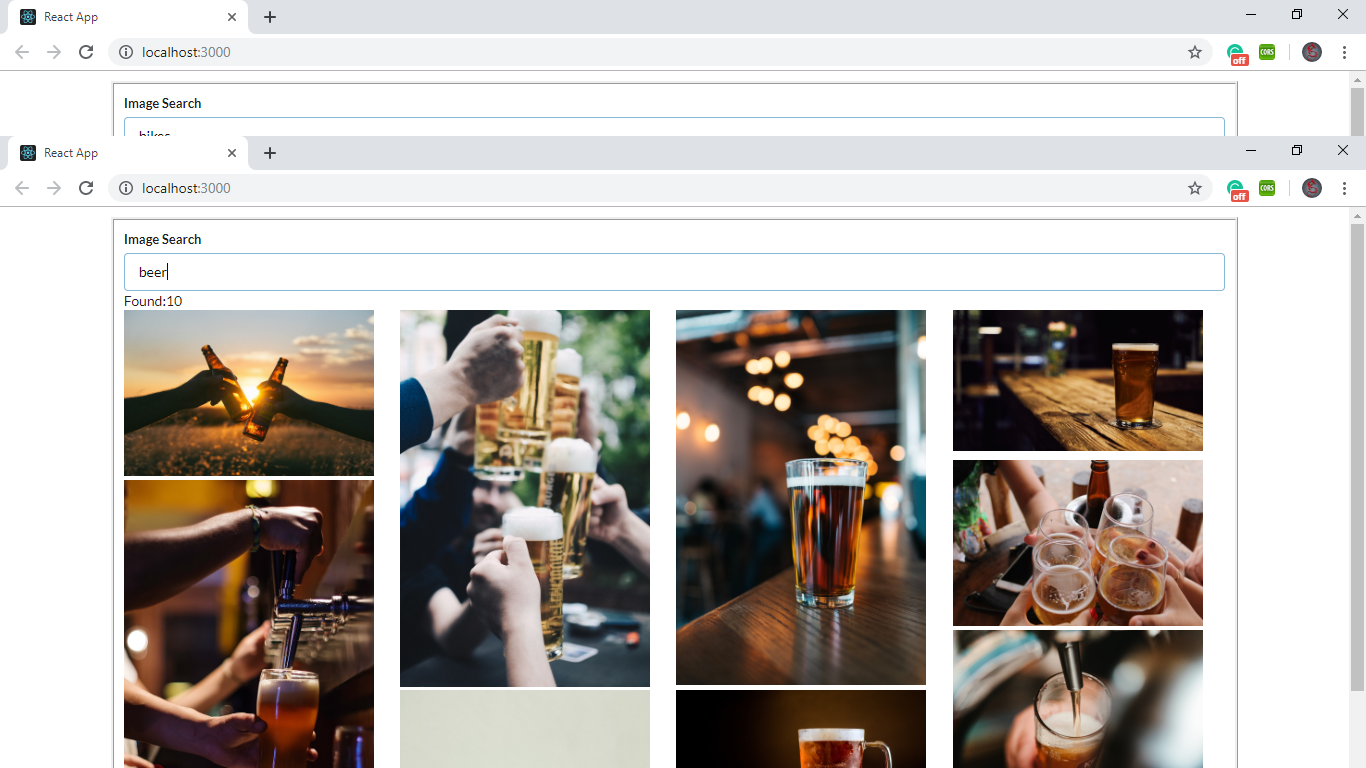 React App
localhost:3000
off
CORS
Image Search
bikes
React App
localhost:3000
off
CORS
Image Search
beer
Found:10